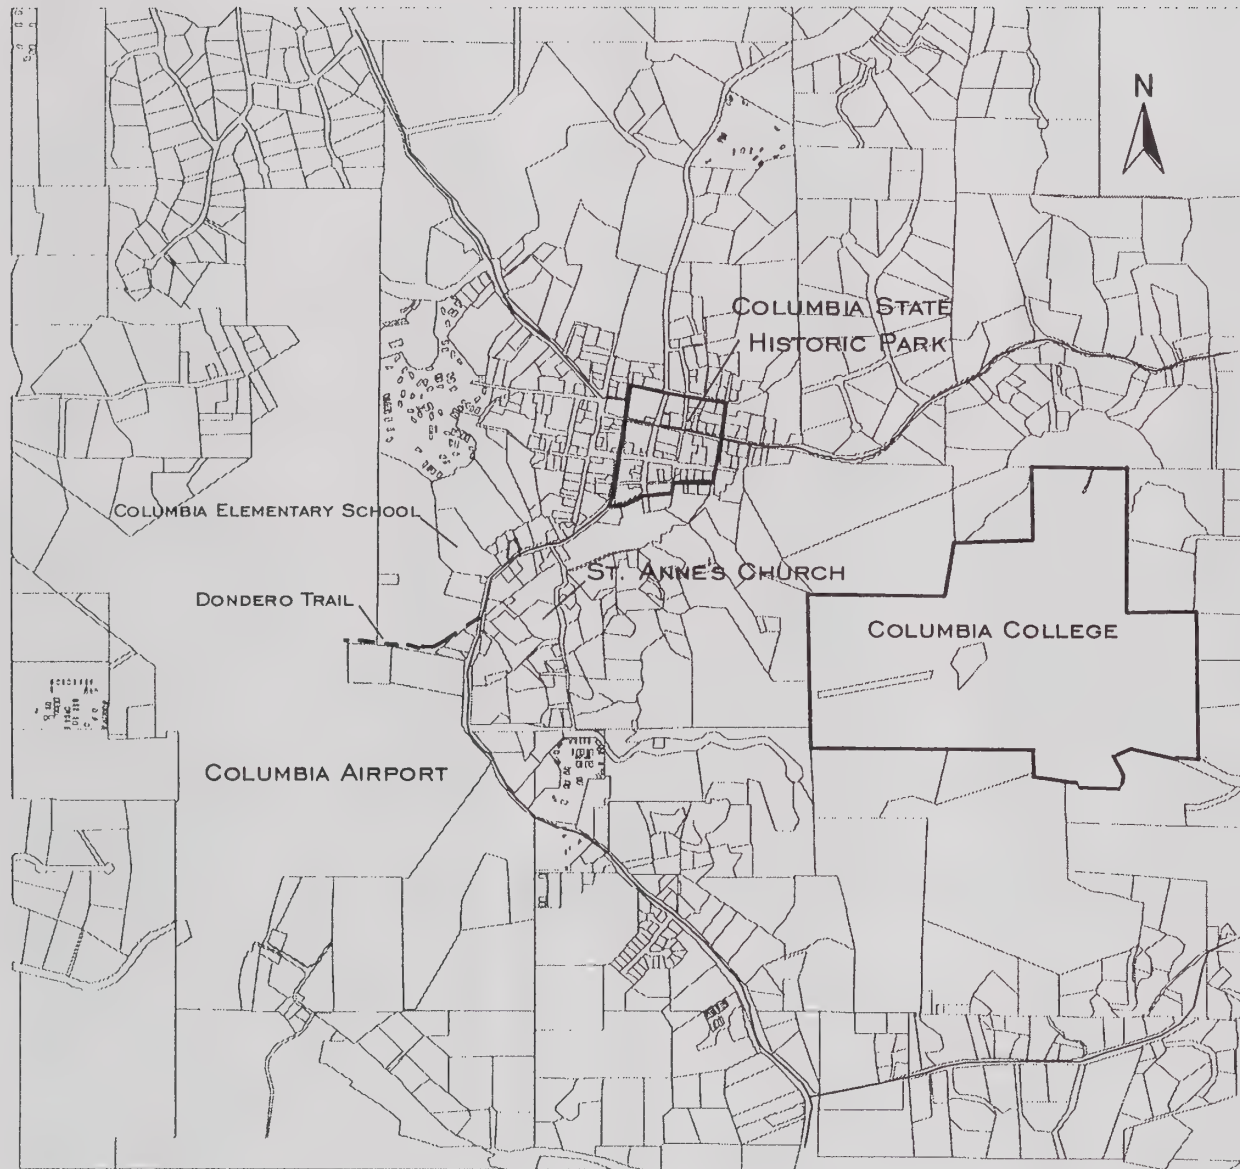 N
COLUMBIA STATE
HISTORIC PARK
COLUMBIA ELEMENTARY SCHOOL
ST. ANNE'S CHURCH
DONDERO TRAIL
COLUMBIA COLLEGE
COLUMBIA AIRPORT